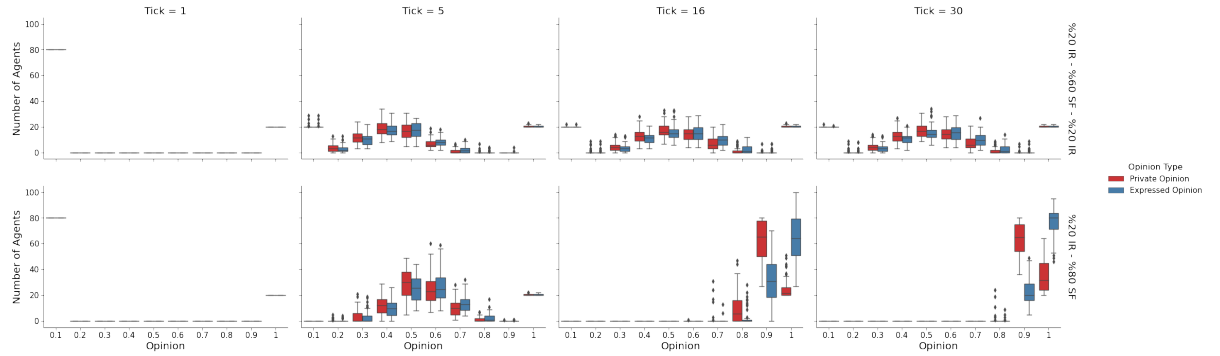 Tick = 1
Tick = 5
Tick = 16
Tick = 30
Number of Agents
100
80
60
40
20
0
%20 IR - %60 SF - %20 IR
Number of Agents
100
80
60
40
20
0
%20 IR - %80 SF
0.1 0.2 0.3 0.4 0.5 0.6 0.7 0.8 0.9 1
0.1 0.2 0.3 0.4 0.5 0.6 0.7 0.8 0.9 1
0.1 0.2 0.3 0.4 0.5 0.6 0.7 0.8 0.9 1
0.1 0.2 0.3 0.4 0.5 0.6 0.7 0.8 0.9 1
Opinion
Opinion
Opinion
Opinion
Opinion Type
Private Opinion
Expressed Opinion